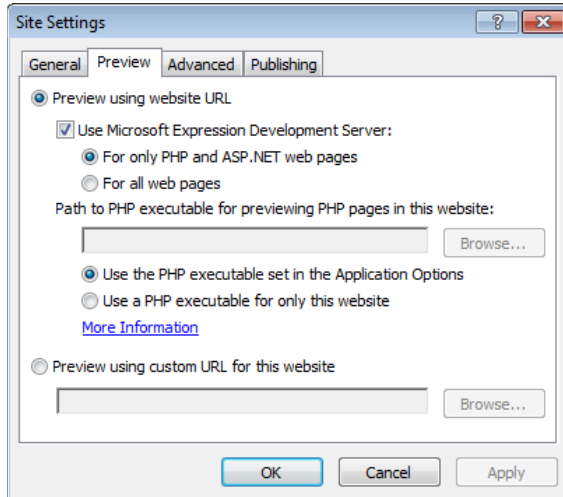 Site Settings
General Preview Advanced Publishing
Preview using website URL
Use Microsoft Expression Development Server:
For only PHP and ASP.NET web pages
For all web pages
Path to PHP executable for previewing PHP pages in this website:
Browse...
Use the PHP executable set in the Application Options
Use a PHP executable for only this website
More Information
Preview using custom URL for this website
Browse...
OK Cancel Apply